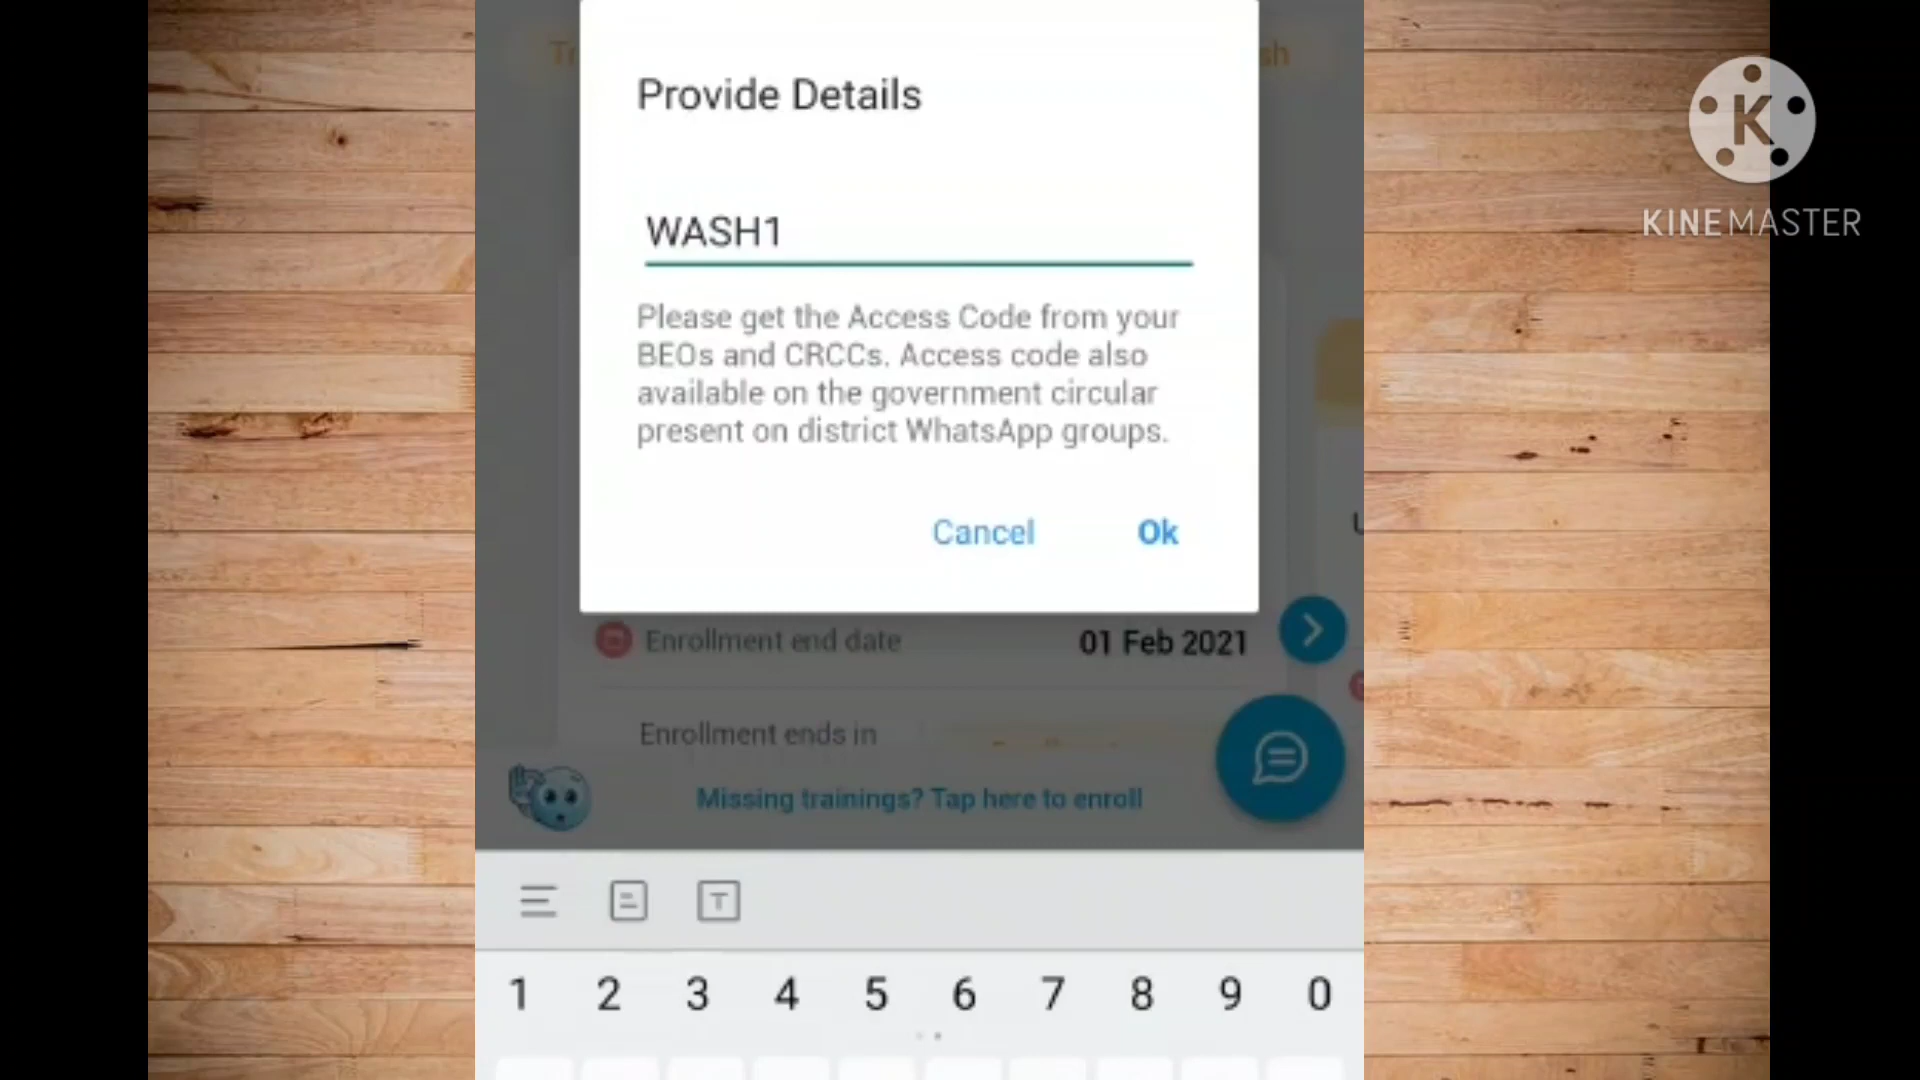 Tr
sh
Provide Details
K
KINEMASTER
WASH1
Please get the Access Code from your
BEOs and CRCCs. Access code also
available on the government circular
present on district WhatsApp groups.
Cancel
Ok
Enrollment end date
01 Feb 2021
Enrollment ends in
Missing trainings? Tap here to enroll
T
1 2 3 4 5 6 7 8 9 0